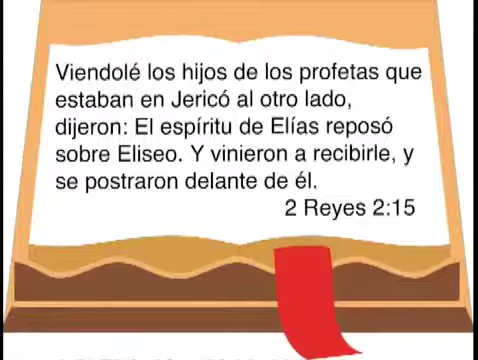 Viendolé los hijos de los profetas que
estaban en Jericó al otro lado,
dijeron: El espíritu de Elías reposó
sobre Eliseo. Y vinieron a recibirle, y
se postraron delante de él.
2 Reyes 2:15